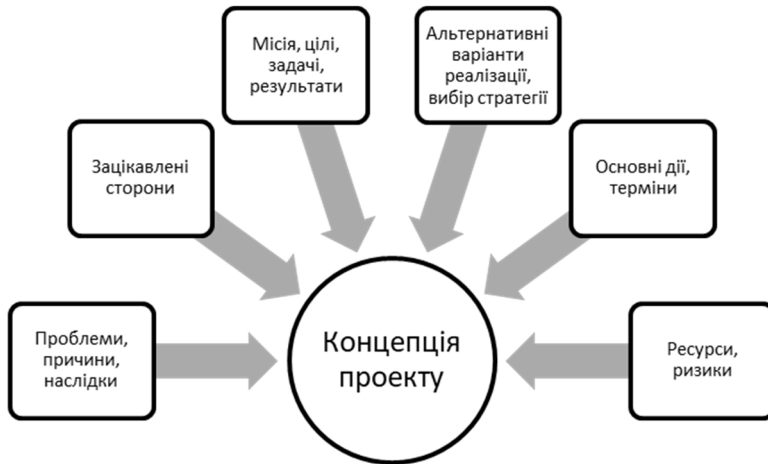 Місія, цілі,
задачі,
результати
Альтернативні
варіанти
реалізації,
вибір стратегії
Зацікавлені
сторони
Основні дії,
терміни
Проблеми,
причини,
наслідки
Концепція
проекту
Ресурси,
ризики